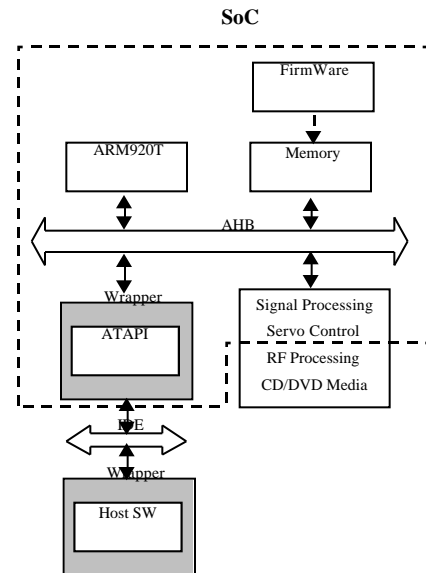 SoC
FirmWare
ARM920T
Memory
AHB
Wrapper
ATAPI
Signal Processing
Servo Control
RF Processing
CD/DVD Media
IDE
Wrapper
Host SW